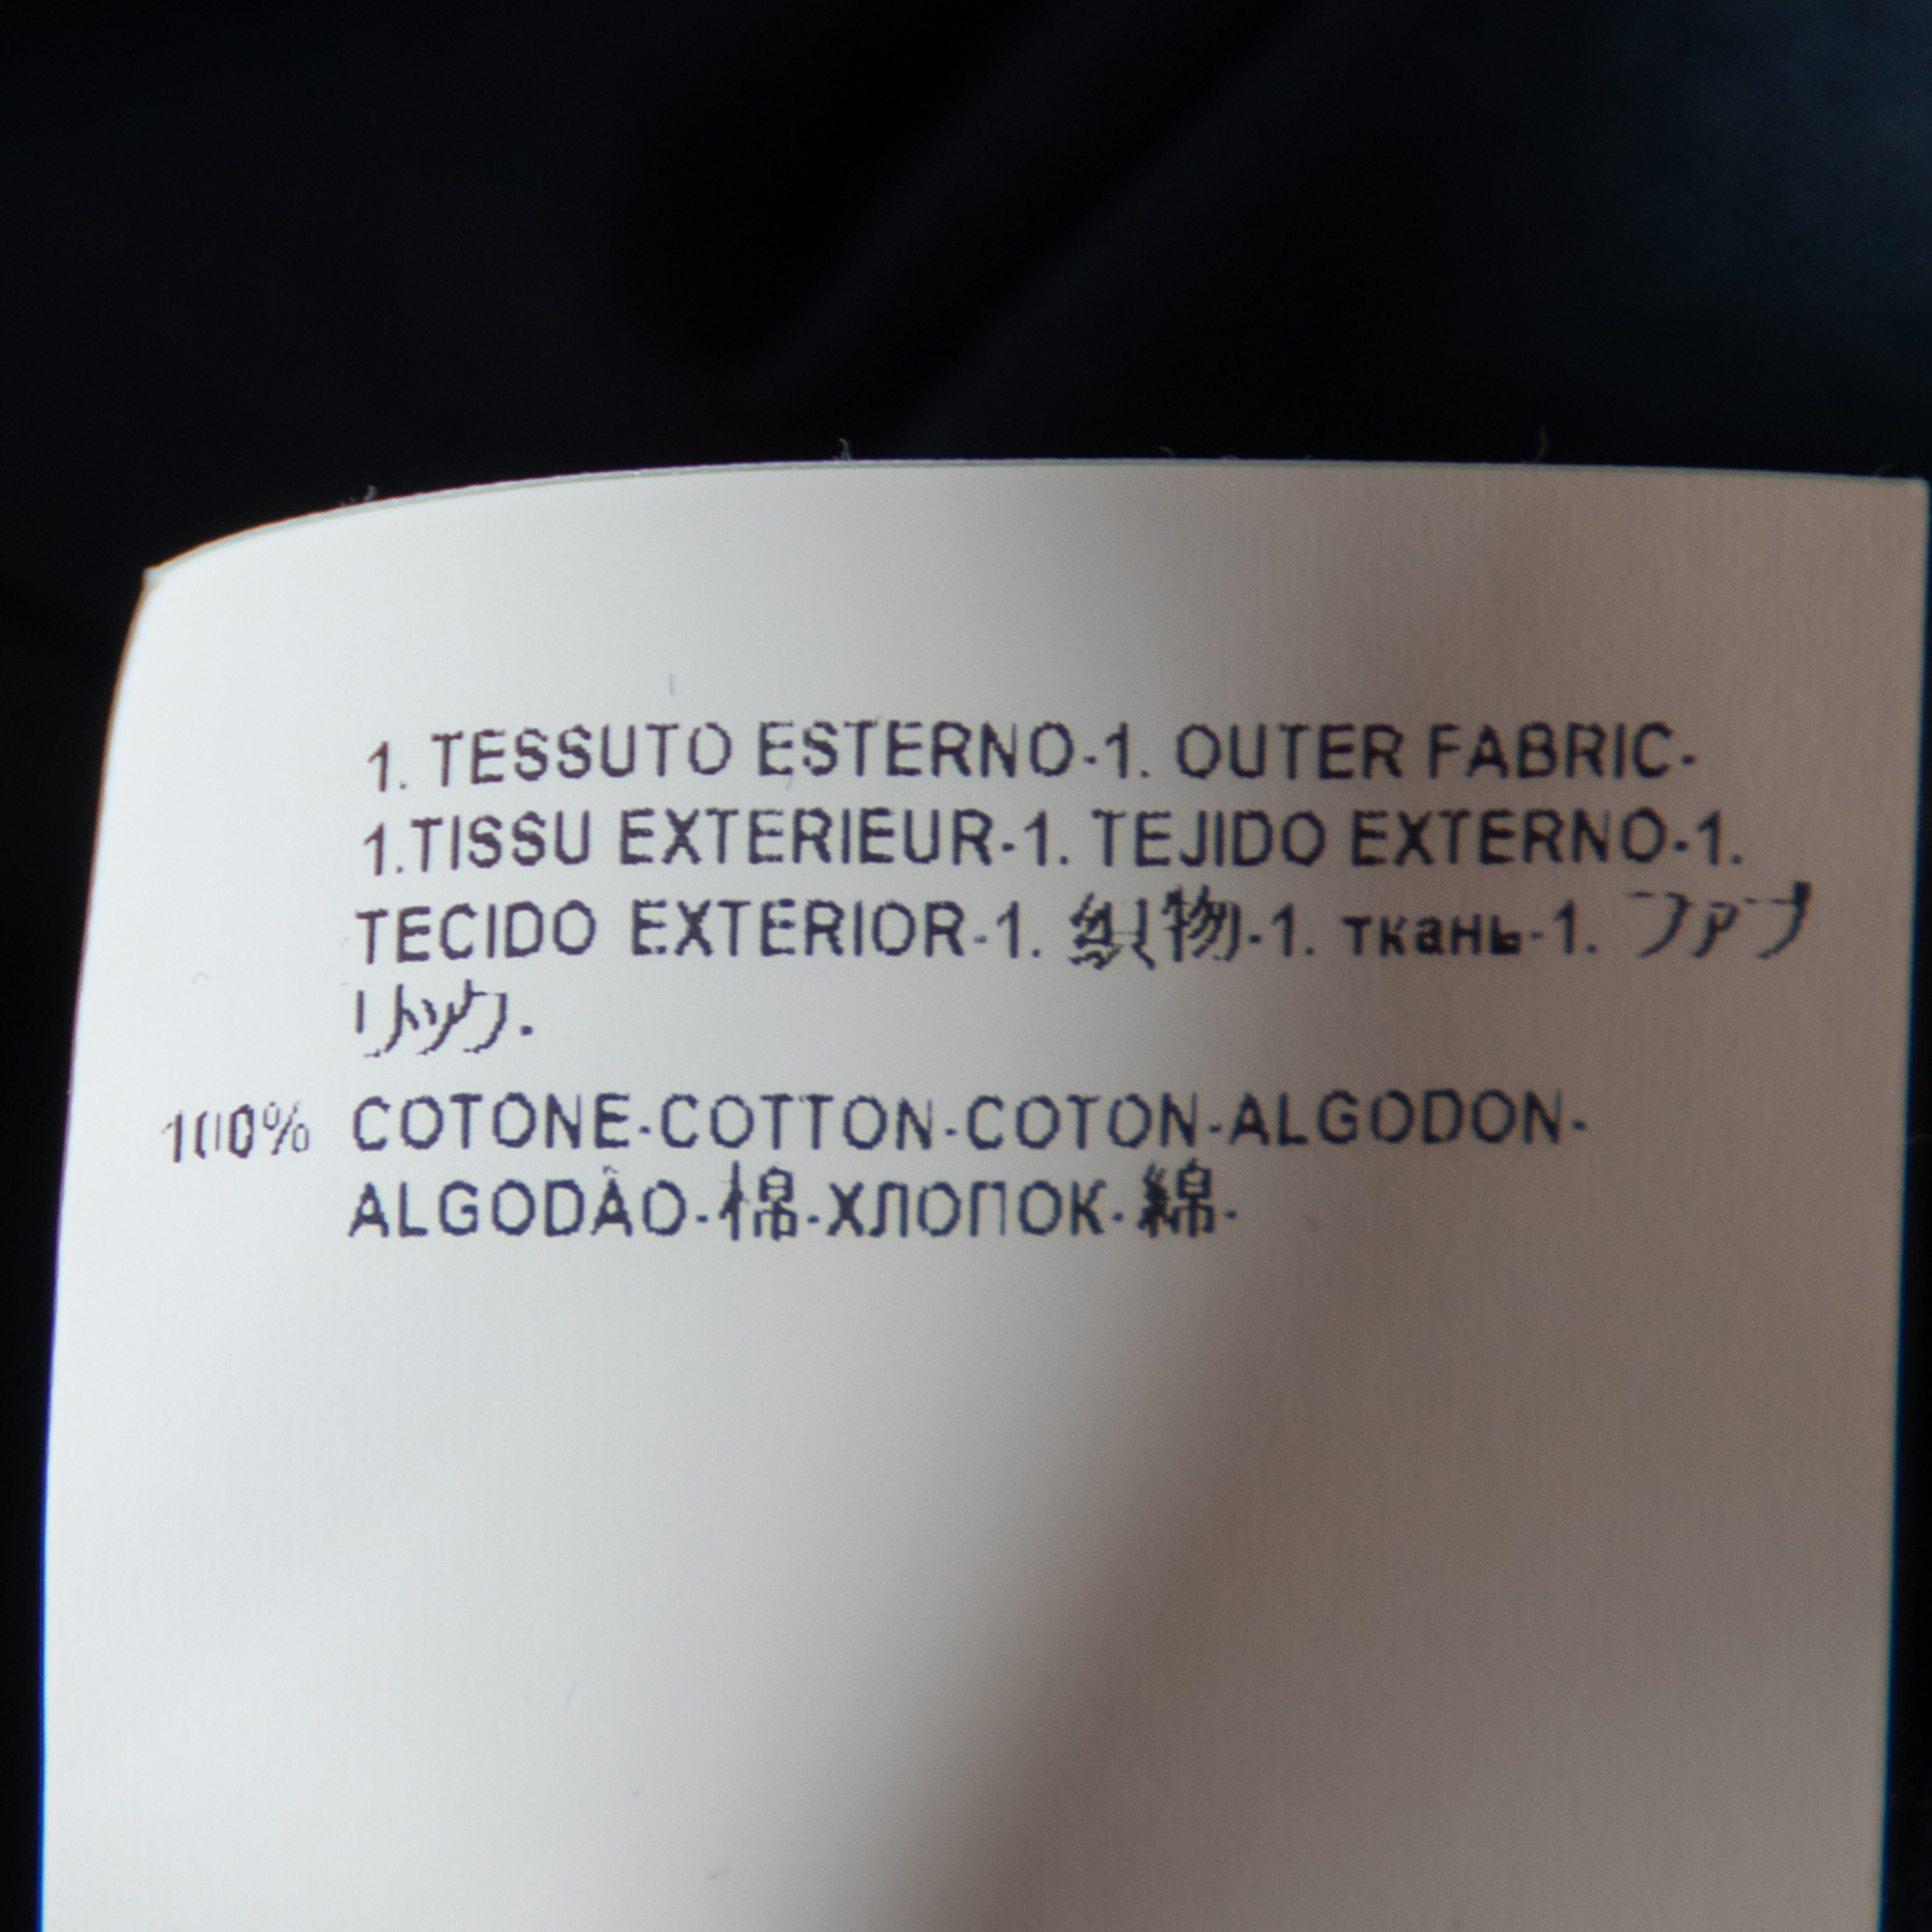 1. TESSUTO ESTERNO-1. OUTER FABRIC-
1.TISSU EXTERIEUR-1. TEJIDO EXTERNO-1.
TECIDO EXTERIOR-1. 织物-1. ткань-1. ファブ
リトック.
100% COTONE-COTTON-COTON-ALGODON-
ALGODÃO-棉-ХЛОПОК-綿-